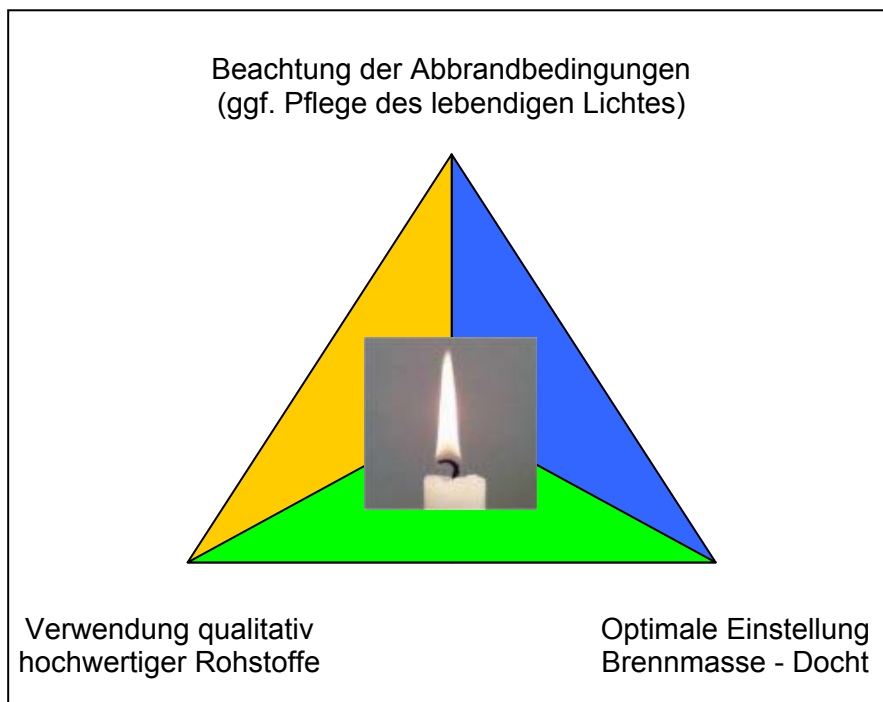 Beachtung der Abbrandbedingungen
(ggf. Pflege des lebendigen Lichtes)
Verwendung qualitativ
hochwertiger Rohstoffe
Optimale Einstellung
Brennmasse - Docht